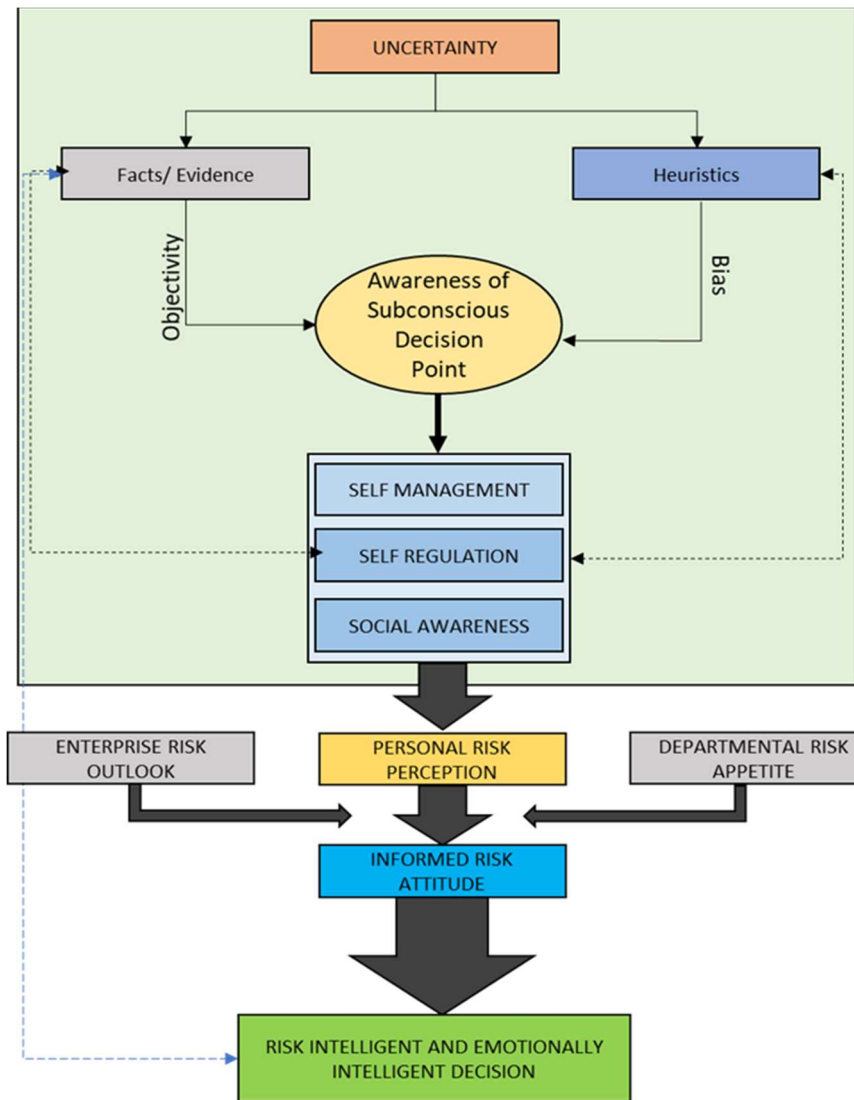 UNCERTAINTY
Facts/ Evidence
Heuristics
Objectivity
Bias
Awareness of
Subconscious
Decision
Point
SELF MANAGEMENT
SELF REGULATION
SOCIAL AWARENESS
ENTERPRISE RISK
OUTLOOK
PERSONAL RISK
PERCEPTION
DEPARTMENTAL RISK
APPETITE
INFORMED RISK
ATTITUDE
RISK INTELLIGENT AND EMOTIONALLY
INTELLIGENT DECISION